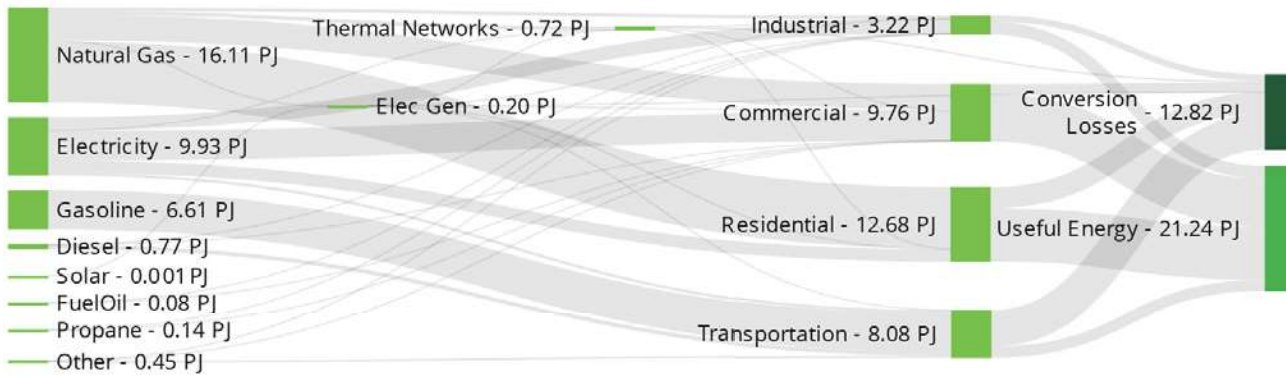 Natural Gas - 16.11 PJ
Electricity - 9.93 PJ
Gasoline - 6.61 PJ
Diesel - 0.77 PJ
Solar - 0.001 PJ
FuelOil - 0.08 PJ
Propane - 0.14 PJ
Other - 0.45 PJ
Thermal Networks - 0.72 PJ
Elec Gen - 0.20 PJ
Industrial - 3.22 PJ
Commercial - 9.76 PJ
Residential - 12.68 PJ
Transportation - 8.08 PJ
Conversion
Losses - 12.82 PJ
Useful Energy - 21.24 PJ